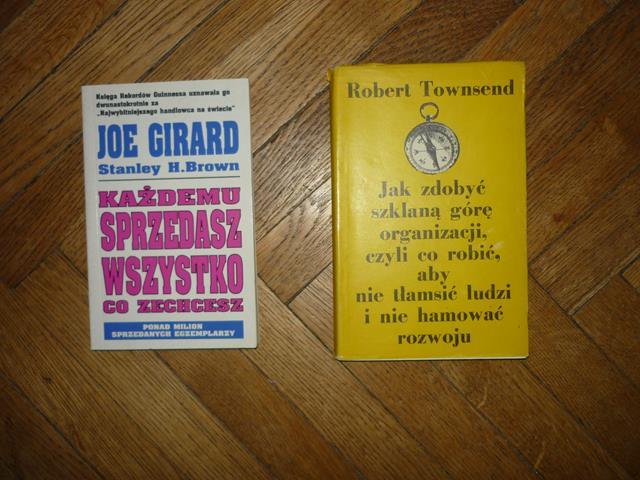 Księga Rekordów Guinnessa uznawała go
dwunastokrotnie za
„Najwybitniejszego handlowca na świecie"
JOE GIRARD
Stanley H. Brown
KAŻDEMU
SPRZEDASZ
WSZYSTKO
CO ZECHCESZ
PONAD MILION
SPRZEDANYCH EGZEMPLARZY
Robert Townsend
Jak zdobyć
szklaną górę
organizacji,
czyli co robić,
aby
nie tłamsić ludzi
i nie hamować
rozwoju